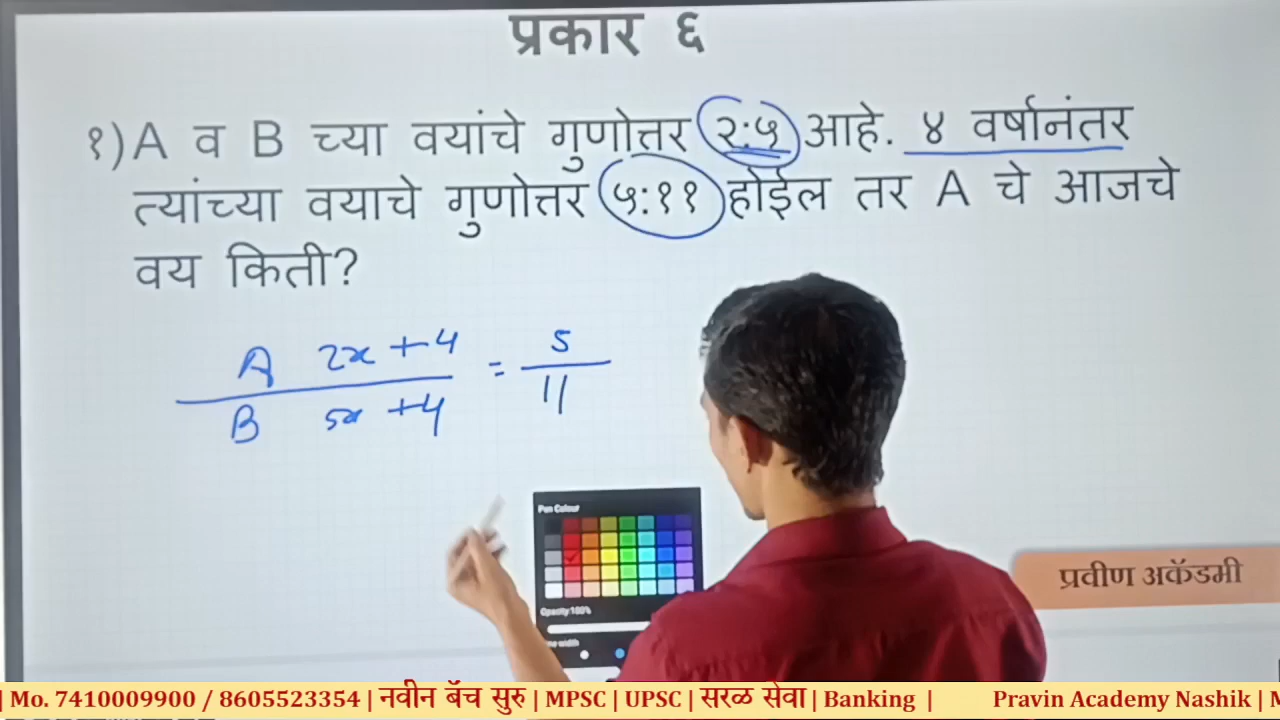 प्रकार ६
१) A व B च्या वयांचे गुणोत्तर २:५ आहे. ४ वर्षानंतर
त्यांच्या वयाचे गुणोत्तर ५:११ होईल तर A चे आजचे
वय किती?
A 2x + 4 = 5
B 5x + 4 11
Pen Colour
Opacity:100%
width
प्रवीण अकॅडमी
| Mo. 7410009900 / 8605523354 | नवीन बॅच सुरु | MPSC | UPSC | सरळ सेवा | Banking | Pravin Academy Nashik |